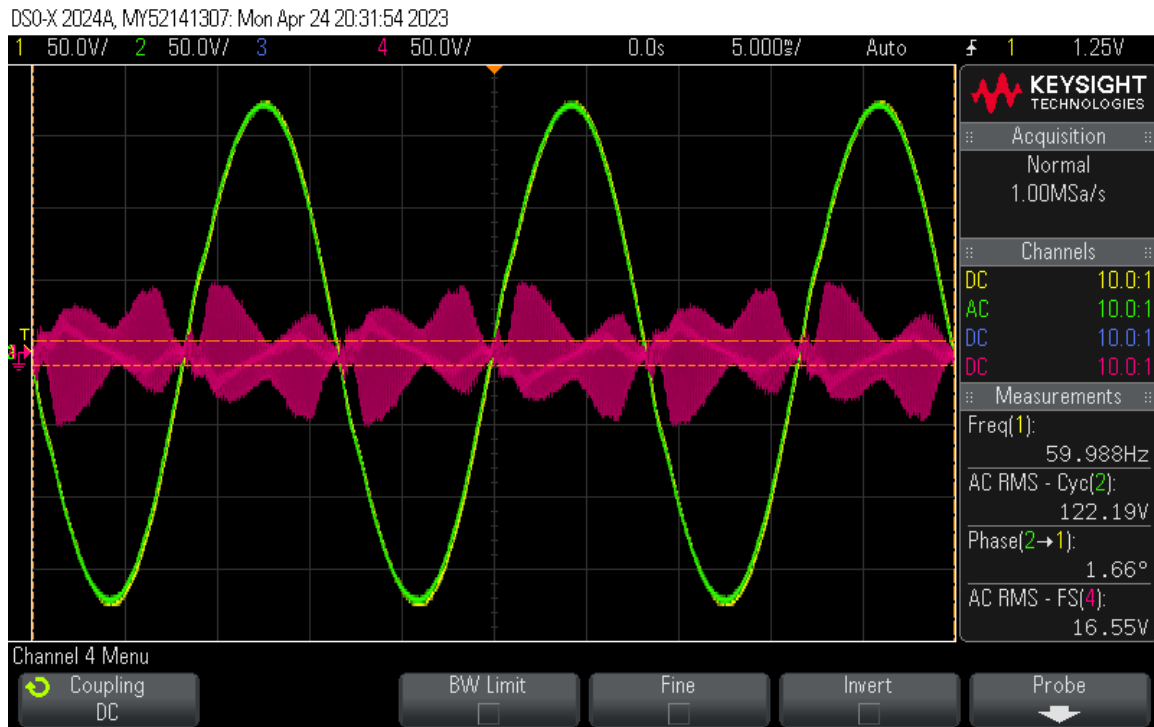 DSO-X 2024A, MY52141307: Mon Apr 24 20:31:54 2023
1 50.0V/ 2 50.0V/ 3 4 50.0V/ 0.0s 5.000ms/ Auto 1 1.25V
KEYSIGHT
TECHNOLOGIES
Acquisition
Normal
1.00MSa/s
Channels
DC 10.0:1
AC 10.0:1
DC 10.0:1
DC 10.0:1
Measurements
Freq(1):
59.988Hz
AC RMS - Cyc(2):
122.19V
Phase(2→1):
1.66°
AC RMS - FS(4):
16.55V
T
Channel 4 Menu
Coupling BW Limit Fine Invert Probe
DC